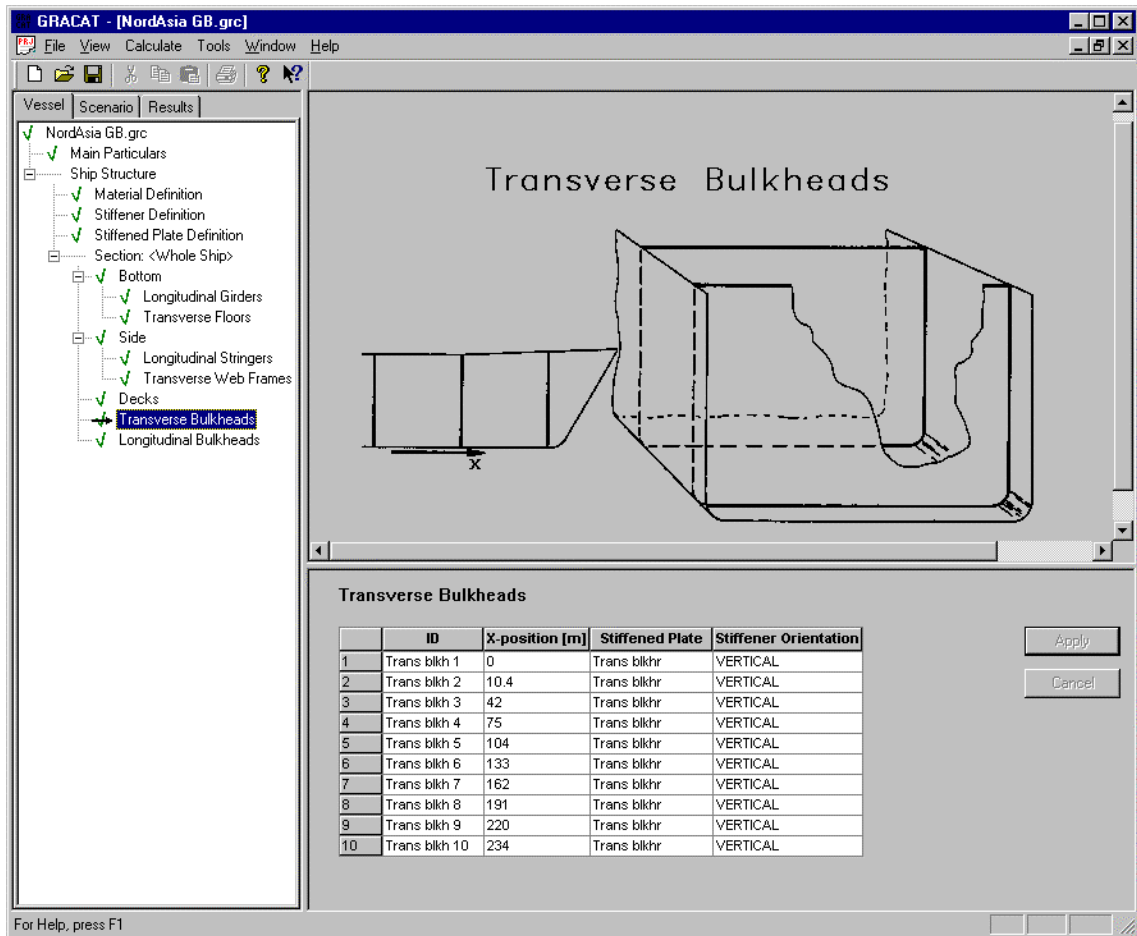 GRACAT - [NordAsia GB.grc]
PRJ File View Calculate Tools Window Help
Vessel Scenario Results
NordAsia GB.grc
Main Particulars
Ship Structure
Material Definition
Stiffener Definition
Stiffened Plate Definition
Section: <Whole Ship>
Bottom
Longitudinal Girders
Transverse Floors
Side
Longitudinal Stringers
Transverse Web Frames
Decks
Transverse Bulkheads
Longitudinal Bulkheads
Transverse Bulkheads
x
Transverse Bulkheads
ID X-position [m] Stiffened Plate Stiffener Orientation
1 Trans blkh 1 0 Trans blkhr VERTICAL
2 Trans blkh 2 10.4 Trans blkhr VERTICAL
3 Trans blkh 3 42 Trans blkhr VERTICAL
4 Trans blkh 4 75 Trans blkhr VERTICAL
5 Trans blkh 5 104 Trans blkhr VERTICAL
6 Trans blkh 6 133 Trans blkhr VERTICAL
7 Trans blkh 7 162 Trans blkhr VERTICAL
8 Trans blkh 8 191 Trans blkhr VERTICAL
9 Trans blkh 9 220 Trans blkhr VERTICAL
10 Trans blkh 10 234 Trans blkhr VERTICAL
Apply
Cancel
For Help, press F1